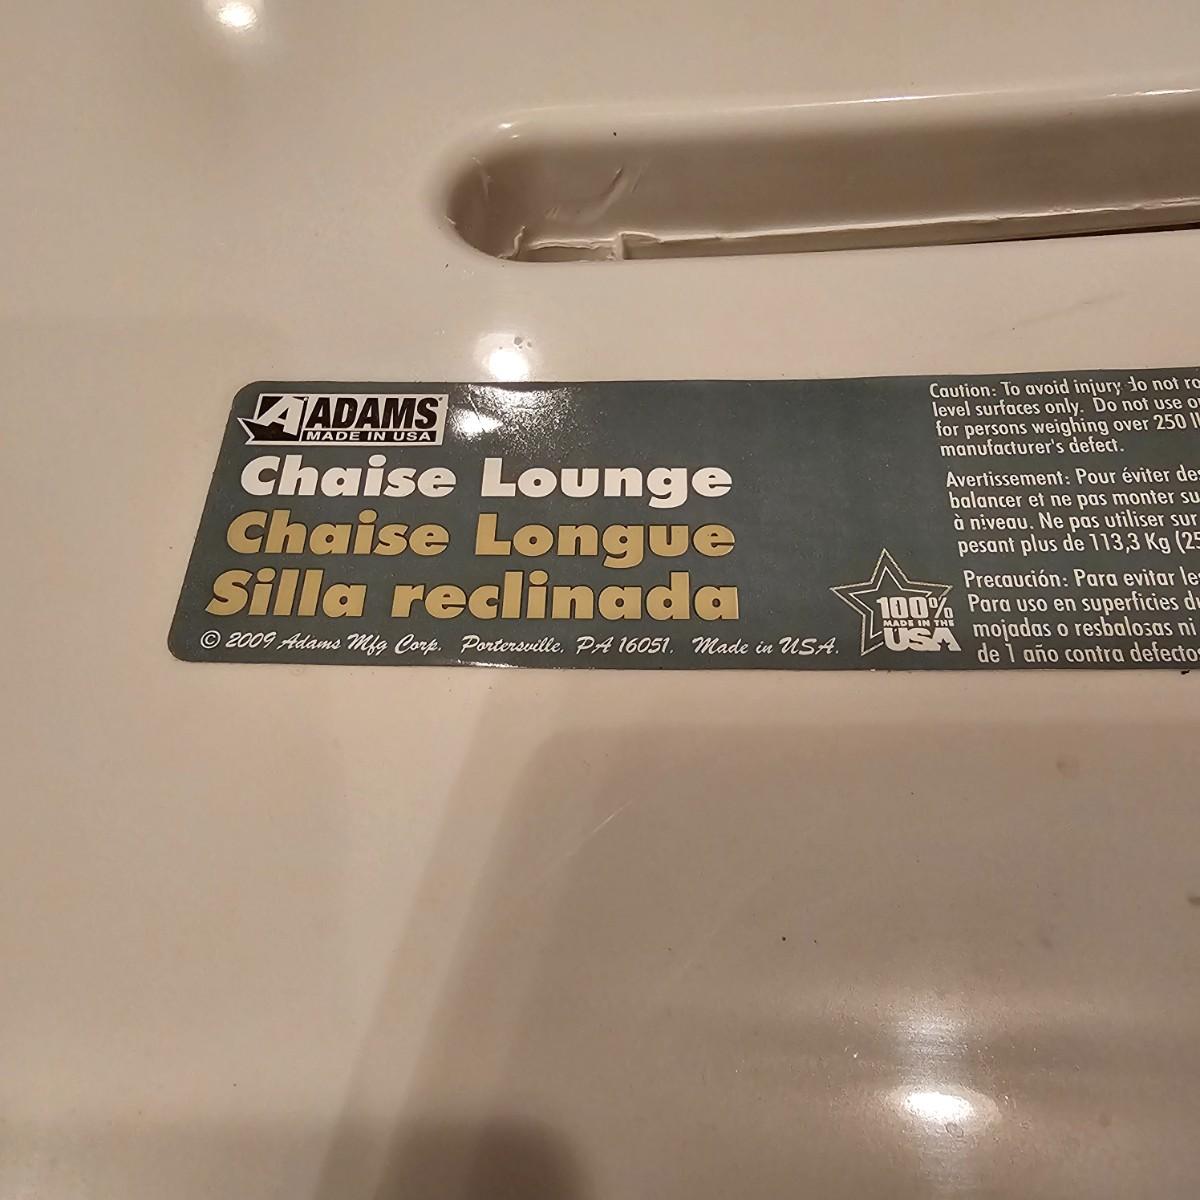 ADAMS
MADE IN USA
Chaise Lounge
Chaise Longue
Silla reclinada
© 2009 Adams Mfg Corp. Portersville, PA 16051. Made in USA.
100%
MADE IN THE
USA
Caution: To avoid injury do not
level surfaces only. Do not use
for persons weighing over 250
manufacturer's defect.
Avertissement: Pour éviter
balancer et ne pas monter
à niveau. Ne pas utiliser sur
pesant plus de 113,3 Kg
Precaución: Para evitar
Para uso en superficies
mojadas o resbalosas ni
de 1 año contra